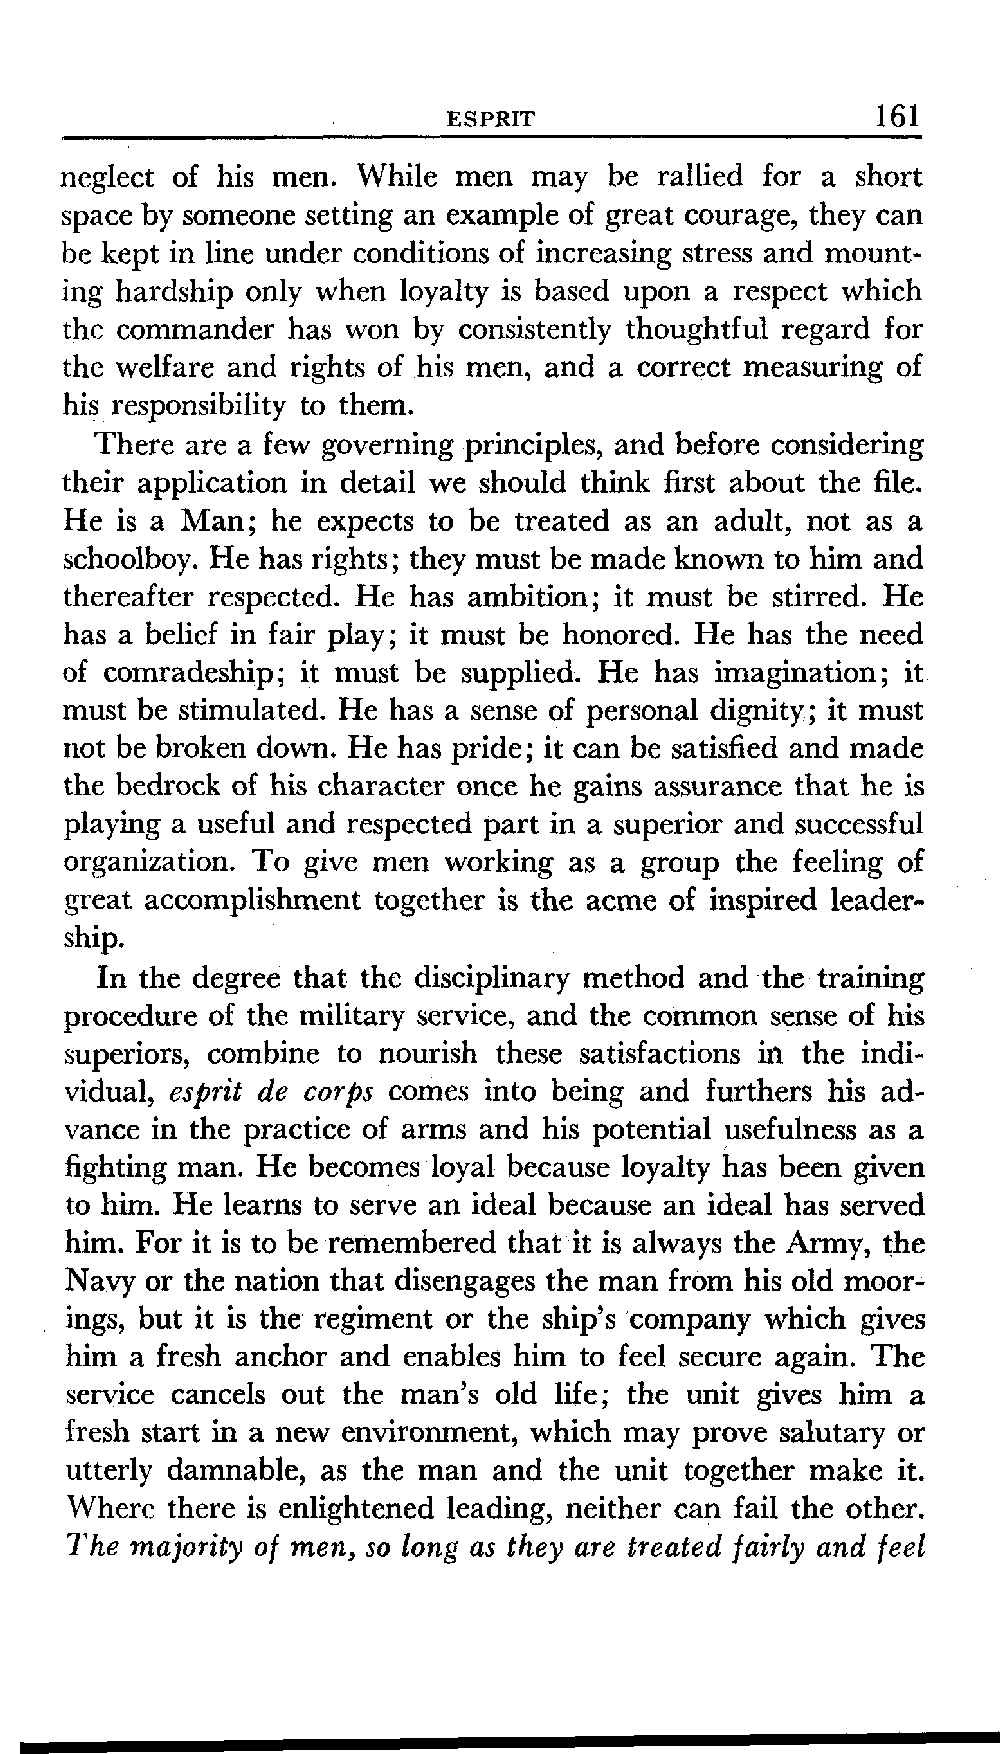 ESPRIT 161
neglect of his men. While men may be rallied for a short
space by someone setting an example of great courage, they can
be kept in line under conditions of increasing stress and mount-
ing hardship only when loyalty is based upon a respect which
the commander has won by consistently thoughtful regard for
the welfare and rights of his men, and a correct measuring of
his responsibility to them.
There are a few governing principles, and before considering
their application in detail we should think first about the file.
He is a Man; he expects to be treated as an adult, not as a
schoolboy. He has rights; they must be made known to him and
thereafter respected. He has ambition; it must be stirred. He
has a belief in fair play; it must be honored. He has the need
of comradeship; it must be supplied. He has imagination; it
must be stimulated. He has a sense of personal dignity; it must
not be broken down. He has pride; it can be satisfied and made
the bedrock of his character once he gains assurance that he is
playing a useful and respected part in a superior and successful
organization. To give men working as a group the feeling of
great accomplishment together is the acme of inspired leader-
ship.
In the degree that the disciplinary method and the training
procedure of the military service, and the common sense of his
superiors, combine to nourish these satisfactions in the indi-
vidual, esprit de corps comes into being and furthers his ad-
vance in the practice of arms and his potential usefulness as a
fighting man. He becomes loyal because loyalty has been given
to him. He learns to serve an ideal because an ideal has served
him. For it is to be remembered that it is always the Army, the
Navy or the nation that disengages the man from his old moor-
ings, but it is the regiment or the ship's company which gives
him a fresh anchor and enables him to feel secure again. The
service cancels out the man's old life; the unit gives him a
fresh start in a new environment, which may prove salutary or
utterly damnable, as the man and the unit together make it.
Where there is enlightened leading, neither can fail the other.
The majority of men, so long as they are treated fairly and feel